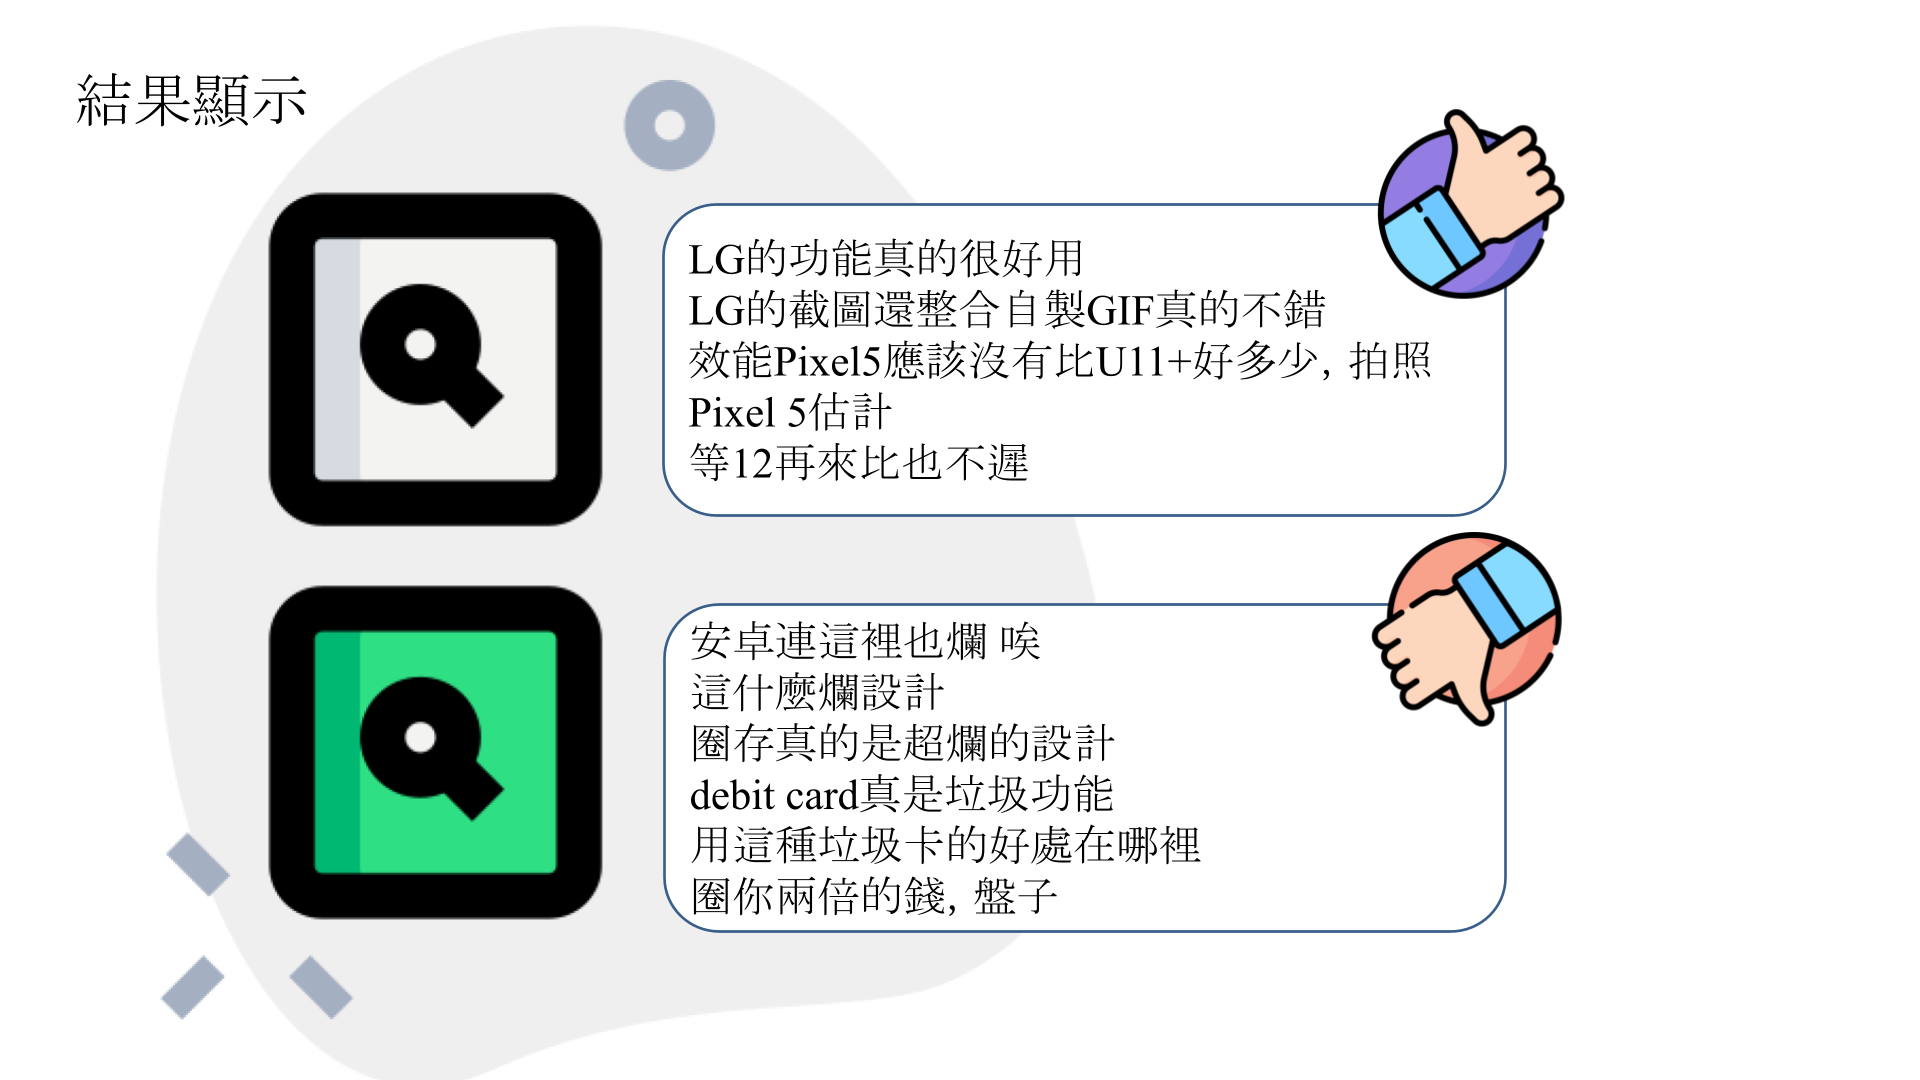 結果顯示
LG的功能真的很好用
LG的截圖還整合自製GIF真的不錯
效能Pixel5應該沒有比U11+好多少, 拍照
Pixel 5估計
等12再來比也不遲
安卓連這裡也爛 唉
這什麼爛設計
圈存真的是超爛的設計
debit card真是垃圾功能
用這種垃圾卡的好處在哪裡
圈你兩倍的錢, 盤子